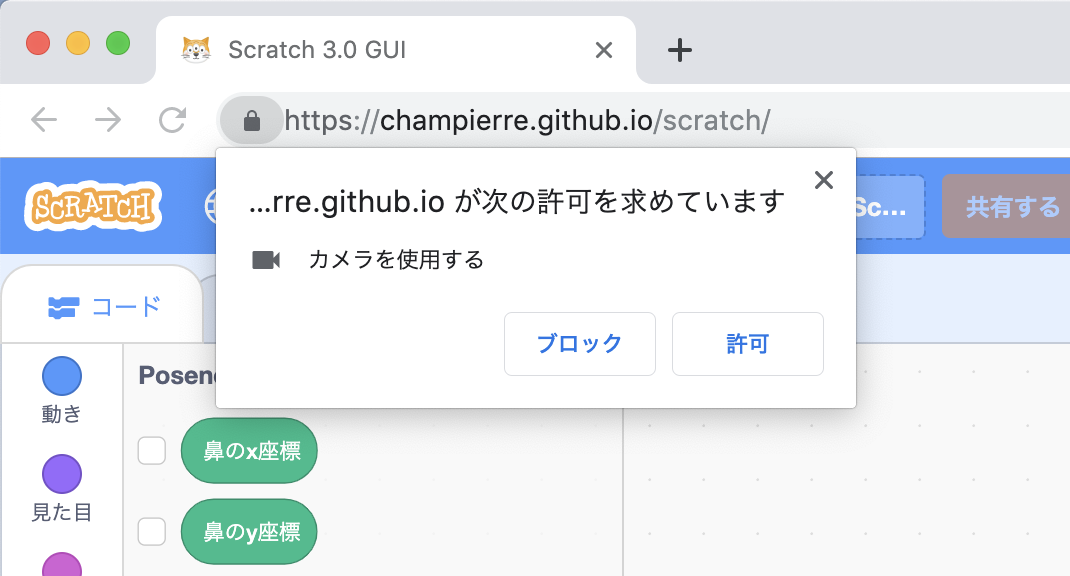 Scratch 3.0 GUI
https://champierre.github.io/scratch/
SCRATCH
...rre.github.io が次の許可を求めています
カメラを使用する
ブロック
許可
Sc...
共有する
コード
動き
見た目
Posen
鼻のx座標
鼻のy座標